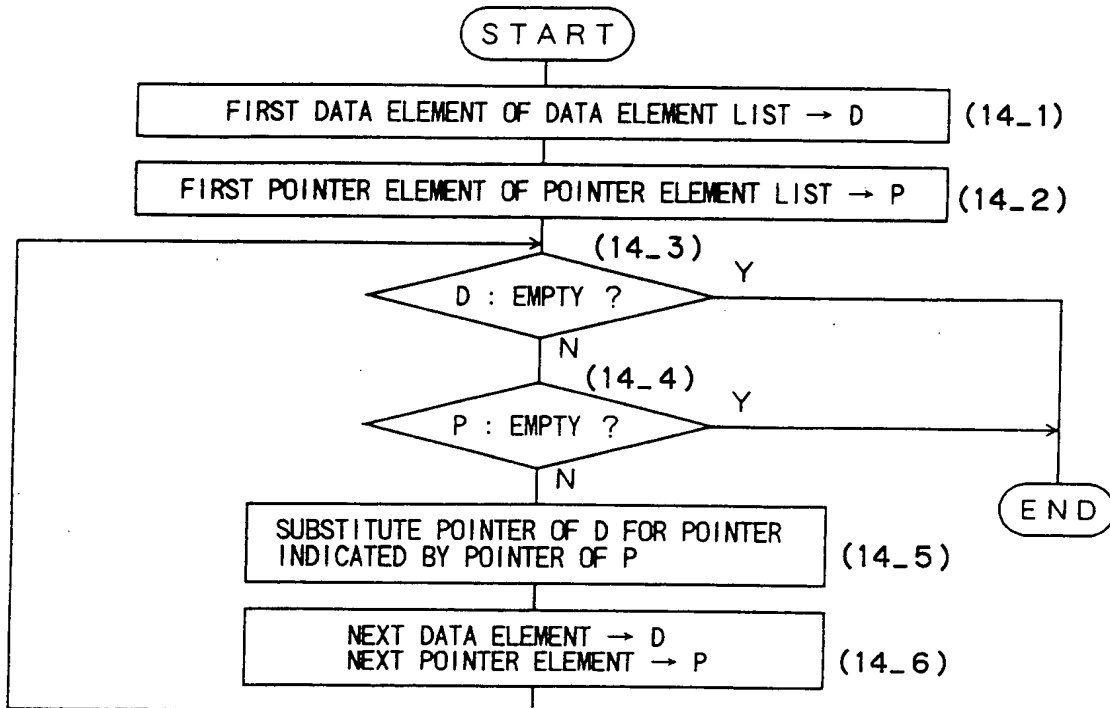 START
FIRST DATA ELEMENT OF DATA ELEMENT LIST → D (14_1)
FIRST POINTER ELEMENT OF POINTER ELEMENT LIST → P (14_2)
(14_3)
D : EMPTY ?
Y
N
(14_4)
P : EMPTY ?
Y
N
END
SUBSTITUTE POINTER OF D FOR POINTER
INDICATED BY POINTER OF P
(14_5)
NEXT DATA ELEMENT → D
NEXT POINTER ELEMENT → P
(14_6)